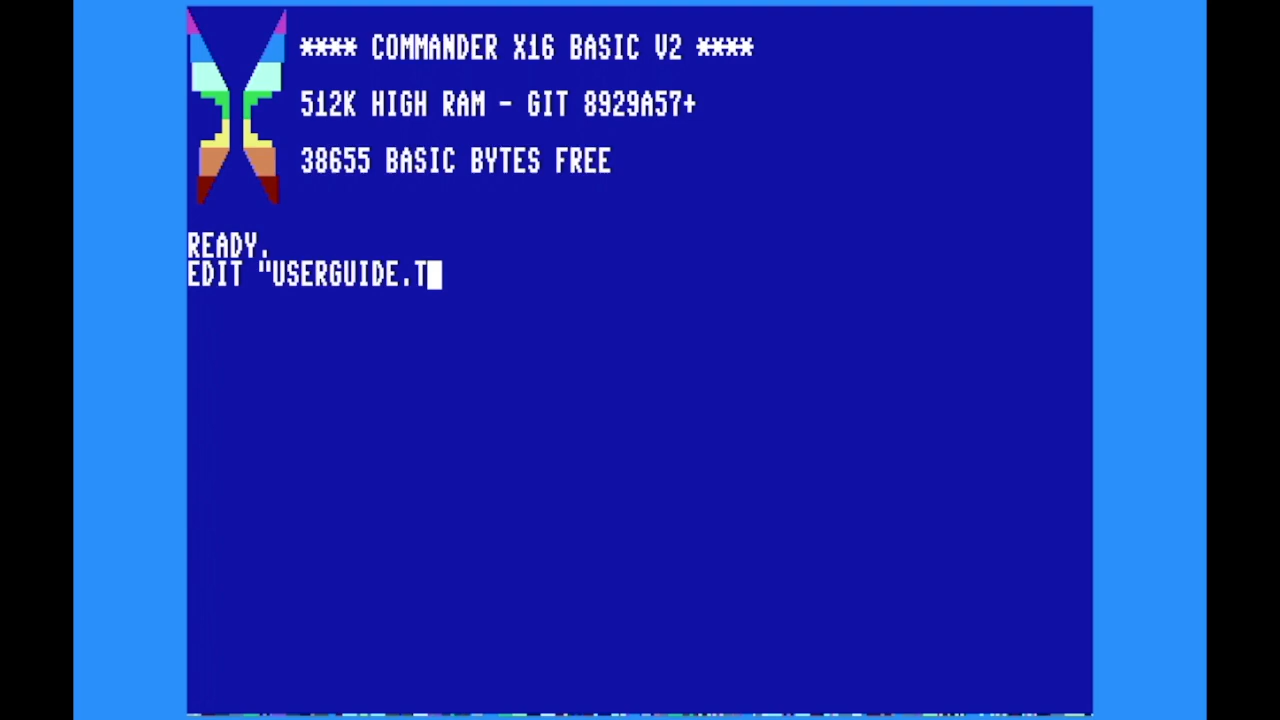 **** COMMANDER X16 BASIC V2 ****
512K HIGH RAM - GIT 8929A57+
38655 BASIC BYTES FREE
READY.
EDIT "USERGUIDE.T